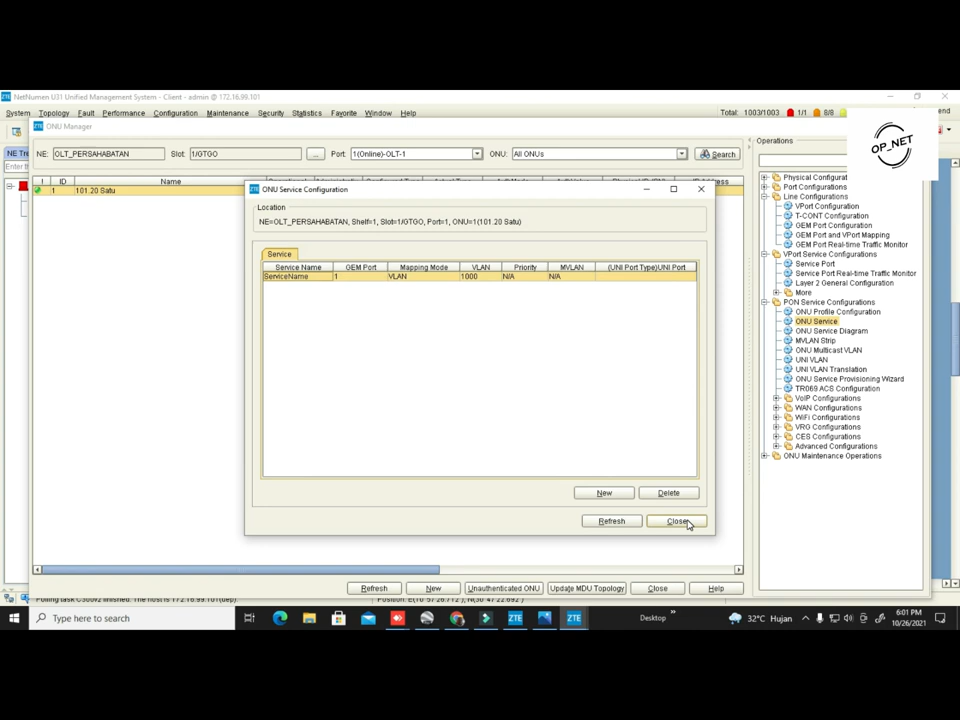 NetNumen U31 Unified Management System - Client - admin @ 172.16.99.101
System Topology Fault Performance Configuration Maintenance Security Statistics Favorite Window Help
Total: 1003/1003 1/1 8/8
ZTE ONU Manager
NE: OLT_PERSAHABATAN Slot: 1/GTGO ... Port: 1(Online)-OLT-1 ONU: All ONUs Search
! ID Name
1 101.20 Satu
ZTE ONU Service Configuration
Location
NE=OLT_PERSAHABATAN, Shelf=1, Slot=1/GTGO, Port=1, ONU=1(101.20 Satu)
Service
Service Name GEM Port Mapping Mode VLAN Priority MVLAN (UNI Port Type)UNI Port
ServiceName 1 VLAN 1000 N/A N/A
New Delete
Refresh Close
Refresh New Unauthenticated ONU Update MDU Topology Close Help
Operations
OP_NET
Physical Configurat
Port Configurations
Line Configurations
VPort Configuration
T-CONT Configuration
GEM Port Configuration
GEM Port and VPort Mapping
GEM Port Real-time Traffic Monitor
VPort Service Configurations
Service Port
Service Port Real-time Traffic Monitor
Layer 2 General Configuration
More
PON Service Configurations
ONU Profile Configuration
ONU Service
ONU Service Diagram
MVLAN Strip
ONU Multicast VLAN
UNI VLAN
UNI VLAN Translation
ONU Service Provisioning Wizard
TR069 ACS Configuration
VoIP Configurations
WAN Configurations
WiFi Configurations
VRG Configurations
CES Configurations
Advanced Configurations
ONU Maintenance Operations
Type here to search
ZTE ZTE
Desktop
32°C Hujan
6:01 PM
10/26/2021